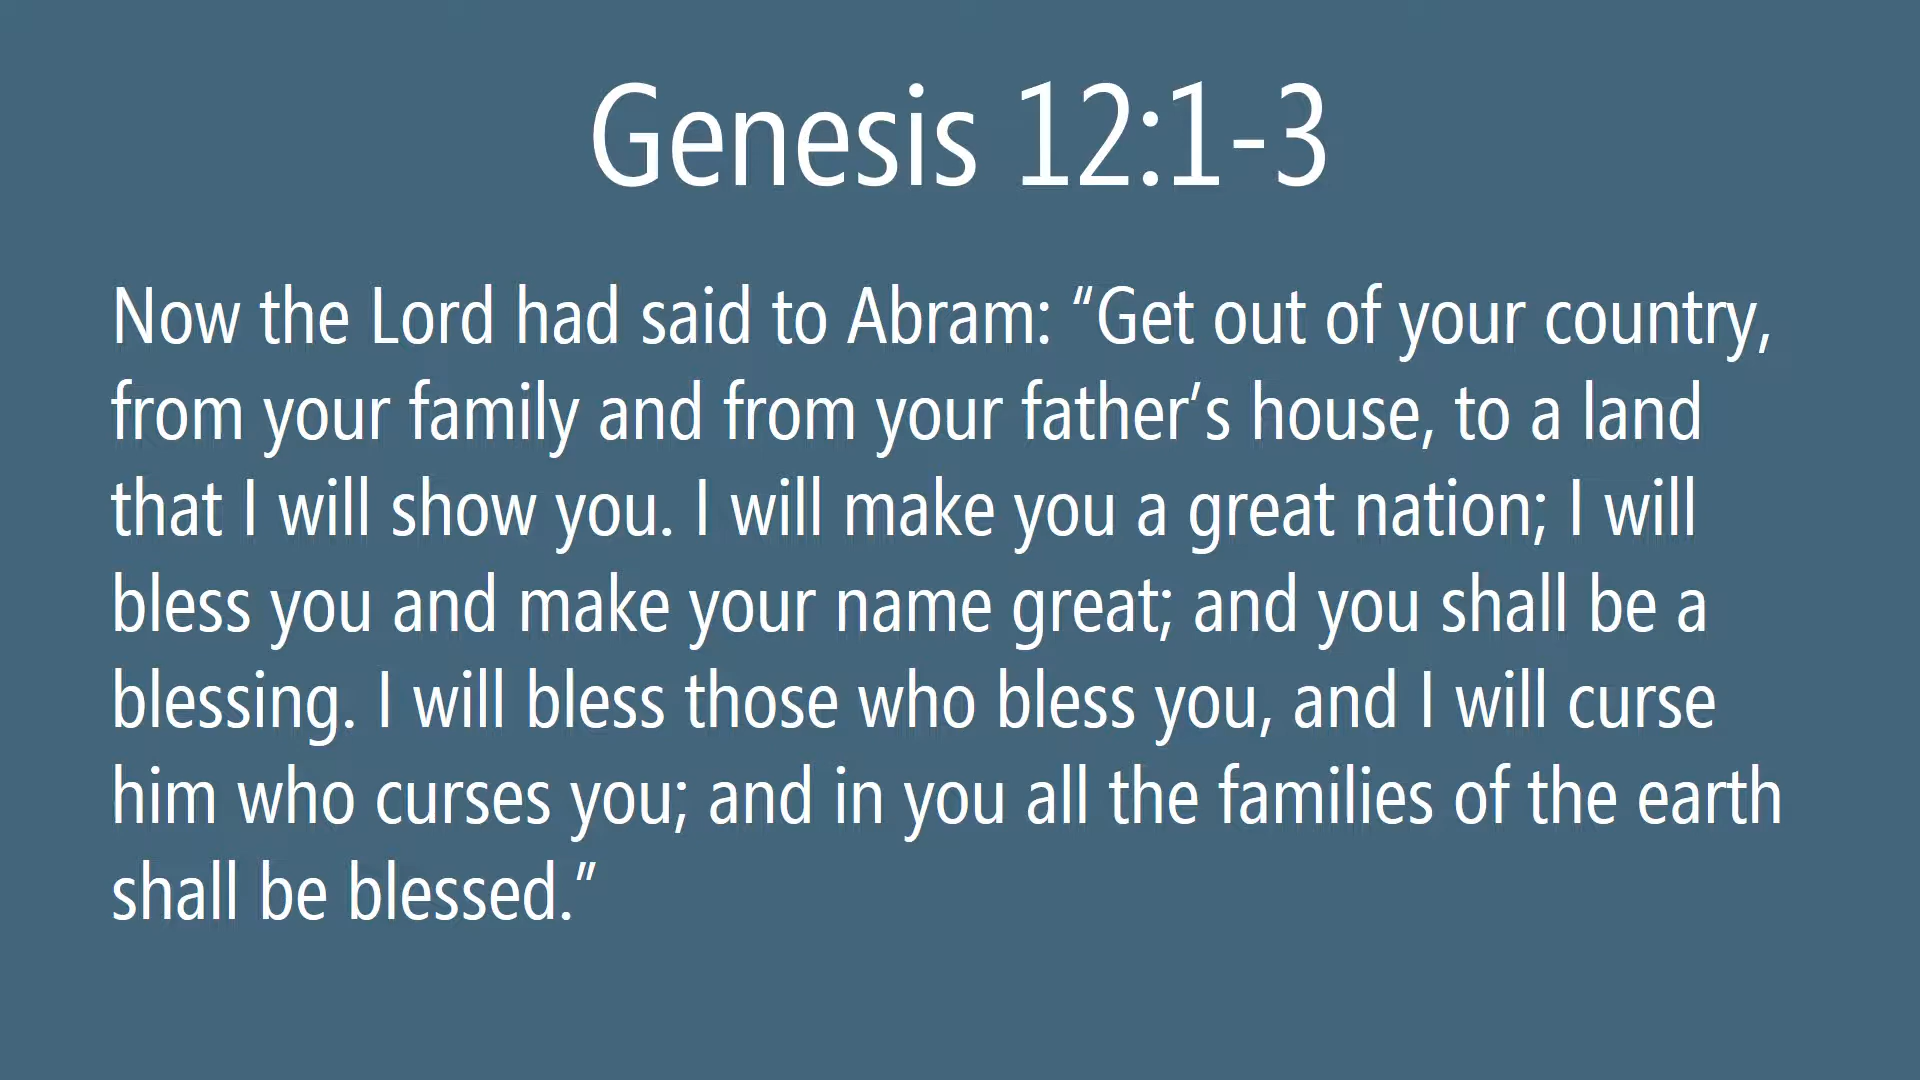 Genesis 12:1-3
Now the Lord had said to Abram: “Get out of your country,
from your family and from your father’s house, to a land
that I will show you. I will make you a great nation; I will
bless you and make your name great; and you shall be a
blessing. I will bless those who bless you, and I will curse
him who curses you; and in you all the families of the earth
shall be blessed.”